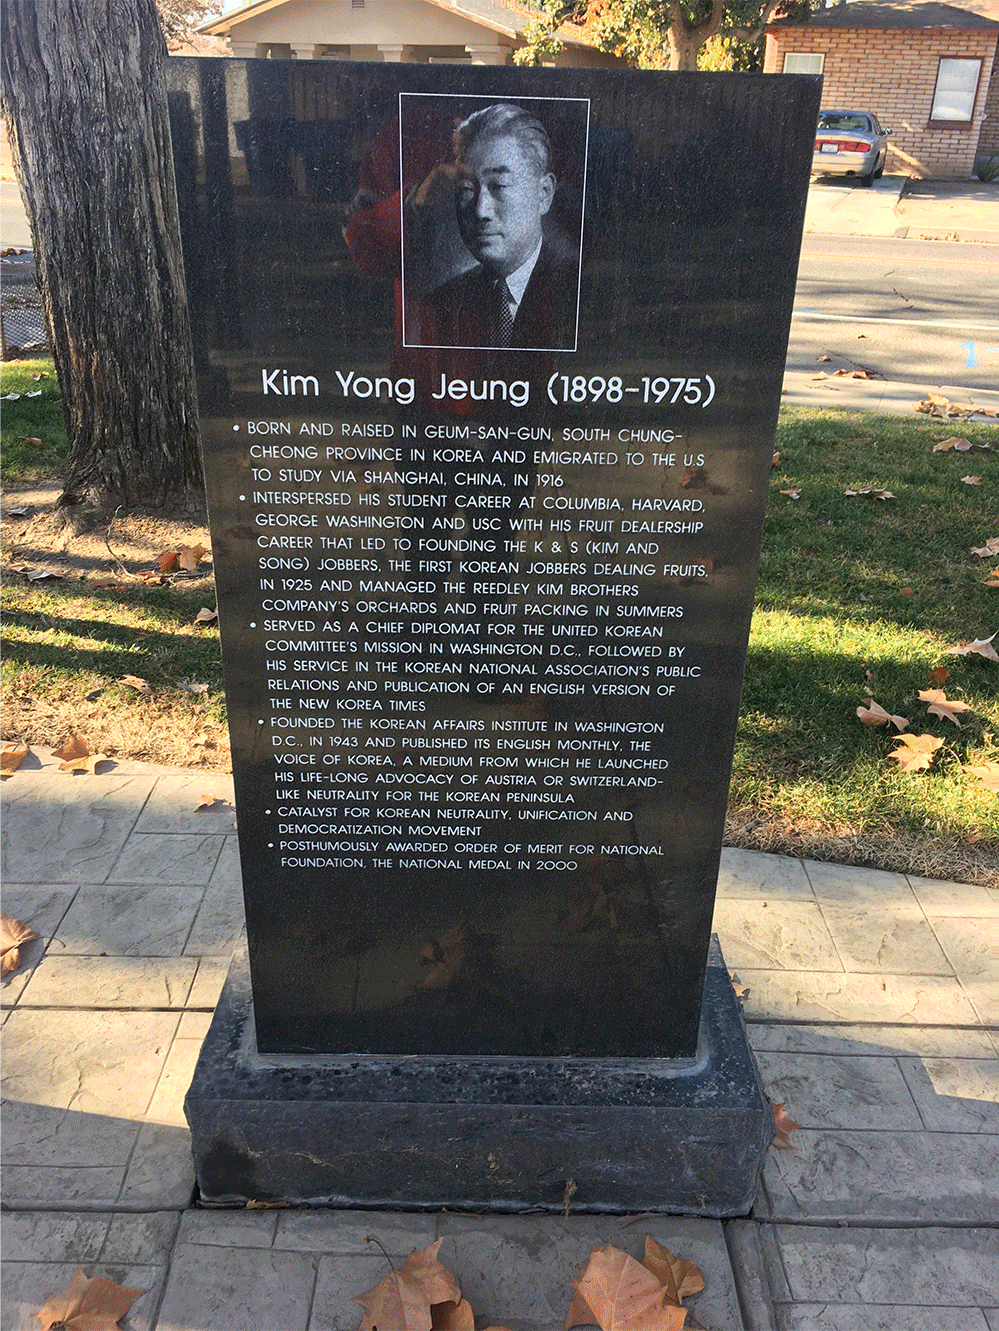 Kim Yong Jeung (1898-1975)
• BORN AND RAISED IN GEUM-SAN-GUN, SOUTH CHUNG-
CHEONG PROVINCE IN KOREA AND EMIGRATED TO THE U.S
TO STUDY VIA SHANGHAI, CHINA, IN 1916
• INTERSPERSED HIS STUDENT CAREER AT COLUMBIA, HARVARD,
GEORGE WASHINGTON AND USC WITH HIS FRUIT DEALERSHIP
CAREER THAT LED TO FOUNDING THE K & S (KIM AND
SONG) JOBBERS, THE FIRST KOREAN JOBBERS DEALING FRUITS,
IN 1925 AND MANAGED THE REEDLEY KIM BROTHERS
COMPANY'S ORCHARDS AND FRUIT PACKING IN SUMMERS
• SERVED AS A CHIEF DIPLOMAT FOR THE UNITED KOREAN
COMMITTEE'S MISSION IN WASHINGTON D.C., FOLLOWED BY
HIS SERVICE IN THE KOREAN NATIONAL ASSOCIATION'S PUBLIC
RELATIONS AND PUBLICATION OF AN ENGLISH VERSION OF
THE NEW KOREA TIMES
• FOUNDED THE KOREAN AFFAIRS INSTITUTE IN WASHINGTON
D.C., IN 1943 AND PUBLISHED ITS ENGLISH MONTHLY, THE
VOICE OF KOREA, A MEDIUM FROM WHICH HE LAUNCHED
HIS LIFE-LONG ADVOCACY OF AUSTRIA OR SWITZERLAND-
LIKE NEUTRALITY FOR THE KOREAN PENINSULA
• CATALYST FOR KOREAN NEUTRALITY, UNIFICATION AND
DEMOCRATIZATION MOVEMENT
• POSTHUMOUSLY AWARDED ORDER OF MERIT FOR NATIONAL
FOUNDATION, THE NATIONAL MEDAL IN 2000